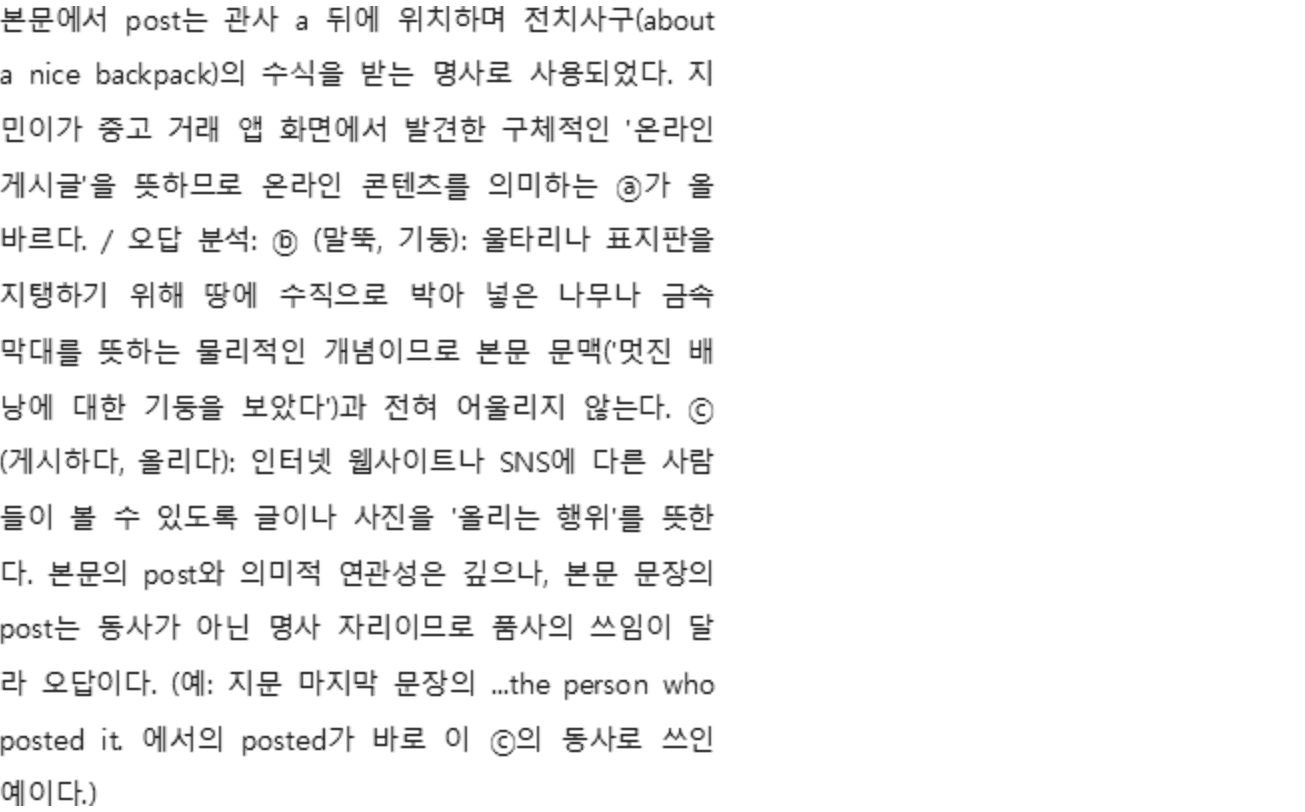 본문에서 post는 관사 a 뒤에 위치하며 전치사구(about
a nice backpack)의 수식을 받는 명사로 사용되었다. 지
민이가 중고 거래 앱 화면에서 발견한 구체적인 '온라인
게시글'을 뜻하므로 온라인 콘텐츠를 의미하는 ⓐ가 올
바르다. / 오답 분석: ⓑ (말뚝, 기둥): 울타리나 표지판을
지탱하기 위해 땅에 수직으로 박아 넣은 나무나 금속
막대를 뜻하는 물리적인 개념이므로 본문 문맥('멋진 배
낭에 대한 기둥을 보았다')과 전혀 어울리지 않는다. ⓒ
(게시하다, 올리다): 인터넷 웹사이트나 SNS에 다른 사람
들이 볼 수 있도록 글이나 사진을 '올리는 행위'를 뜻한
다. 본문의 post와 의미적 연관성은 깊으나, 본문 문장의
post는 동사가 아닌 명사 자리이므로 품사의 쓰임이 달
라 오답이다. (예: 지문 마지막 문장의 ...the person who
posted it. 에서의 posted가 바로 이 ⓒ의 동사로 쓰인
예이다.)